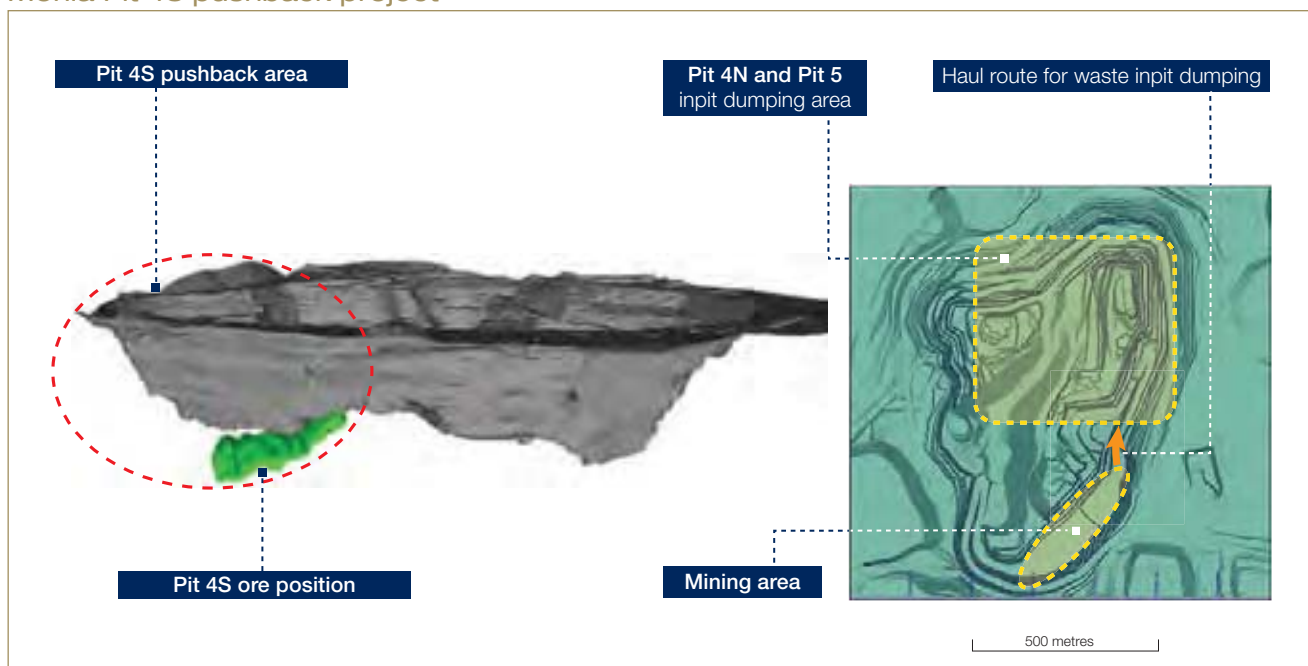 Pit 4S pushback area
Pit 4N and Pit 5
inpit dumping area
Haul route for waste inpit dumping
Pit 4S ore position
Mining area
500 metres